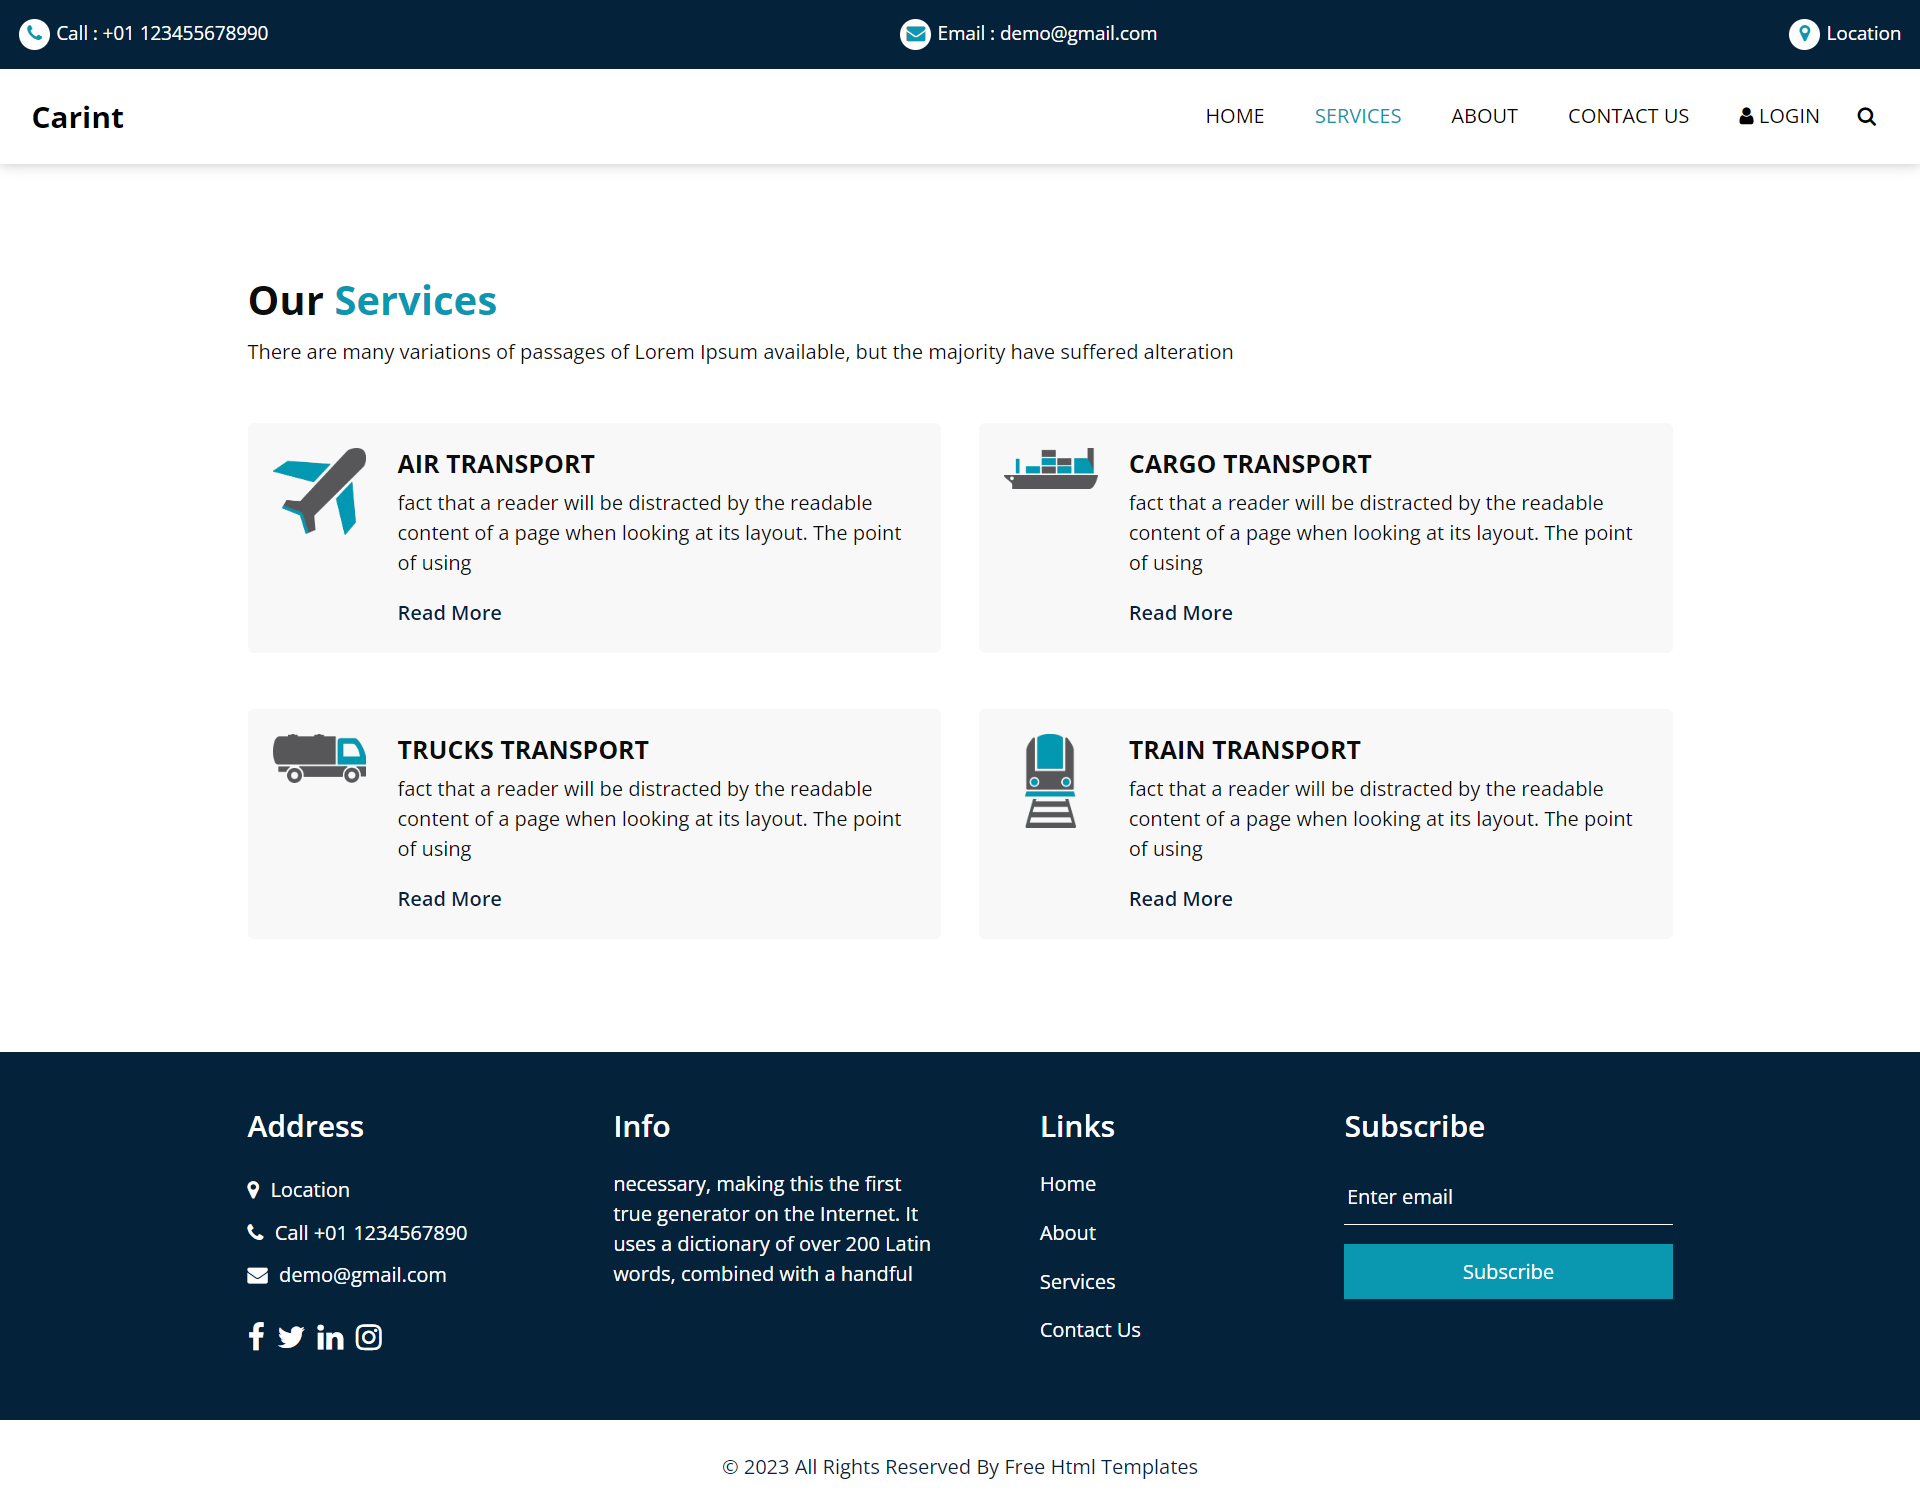 Call : +01 123455678990
Email : demo@gmail.com
Location
Carint
HOME
SERVICES
ABOUT
CONTACT US
LOGIN
Our Services
There are many variations of passages of Lorem Ipsum available, but the majority have suffered alteration
AIR TRANSPORT
fact that a reader will be distracted by the readable
content of a page when looking at its layout. The point
of using
Read More
CARGO TRANSPORT
fact that a reader will be distracted by the readable
content of a page when looking at its layout. The point
of using
Read More
TRUCKS TRANSPORT
fact that a reader will be distracted by the readable
content of a page when looking at its layout. The point
of using
Read More
TRAIN TRANSPORT
fact that a reader will be distracted by the readable
content of a page when looking at its layout. The point
of using
Read More
Address
Location
Call +01 1234567890
demo@gmail.com
Info
necessary, making this the first
true generator on the Internet. It
uses a dictionary of over 200 Latin
words, combined with a handful
Links
Home
About
Services
Contact Us
Subscribe
Enter email
Subscribe
© 2023 All Rights Reserved By Free Html Templates